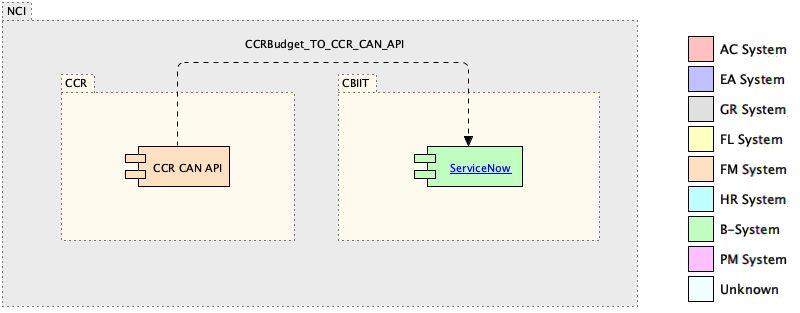 NCI
CCRBudget_TO_CCR_CAN_API
CCR
CBIIT
CCR CAN API
ServiceNow
AC System
EA System
GR System
FL System
FM System
HR System
B-System
PM System
Unknown